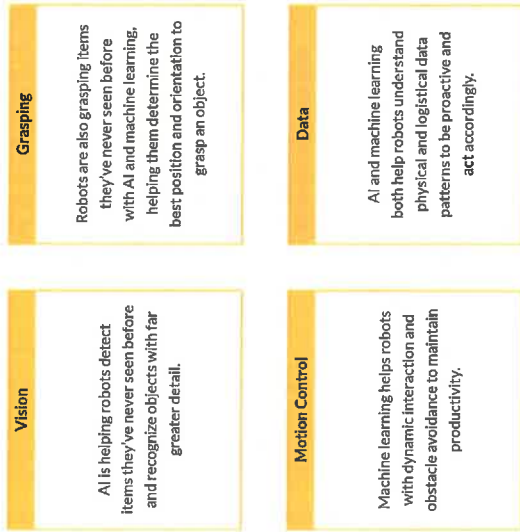 Vision
AI is helping robots detect
items they've never seen before
and recognize objects with far
greater detail.
Grasping
Robots are also grasping items
they've never seen before
with AI and machine learning,
helping them determine the
best position and orientation to
grasp an object.
Motion Control
Machine learning helps robots
with dynamic interaction and
obstacle avoidance to maintain
productivity.
Data
AI and machine learning
both help robots understand
physical and logistical data
patterns to be proactive and
act accordingly.